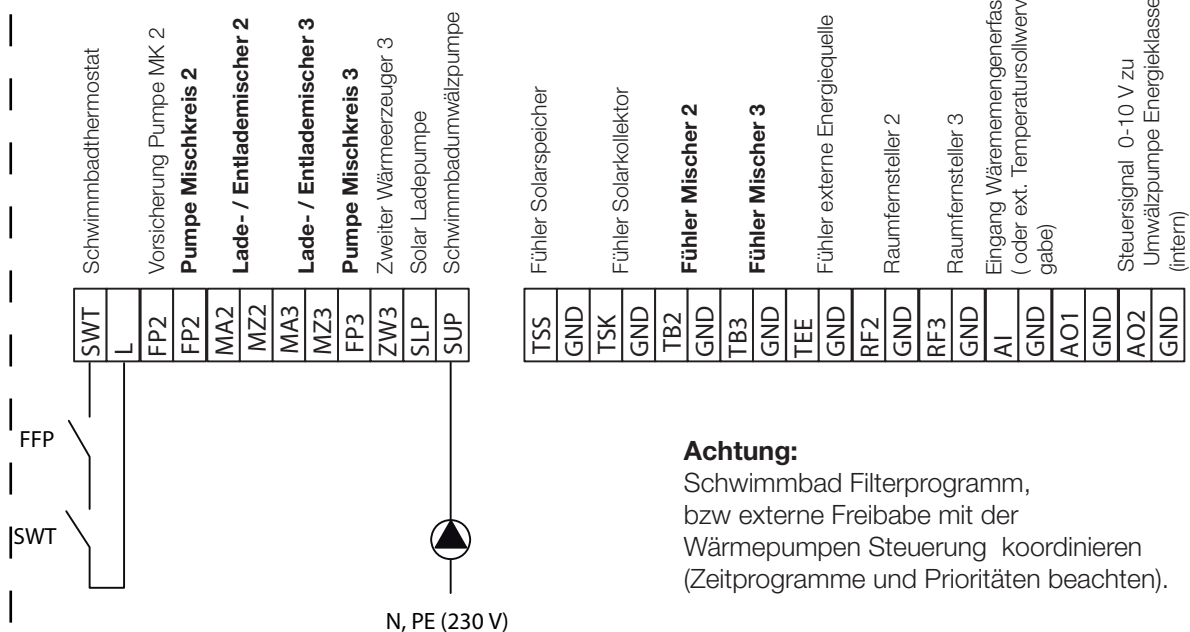 Schwimmbadthermostat
Vorsicherung Pumpe MK 2
Pumpe Mischkreis 2
Lade- / Entlademischer 2
Lade- / Entlademischer 3
Pumpe Mischkreis 3
Zweiter Wärmeerzeuger 3
Solar Ladepumpe
Schwimmbadumwälzpumpe
Fühler Solarspeicher
Fühler Solarkollektor
Fühler Mischer 2
Fühler Mischer 3
Fühler externe Energiequelle
Raumfernsteller 2
Raumfernsteller 3
Eingang Wäremengenerfas
( oder ext. Temperatursollwerv
gabe)
Steuersignal 0-10 V zu
Umwälzpumpe Energieklasse
(intern)
SWT L FP2 FP2 MA2 MZ2 MA3 MZ3 FP3 ZW3 SLP SUP
TSS GND TSK GND TB2 GND TB3 GND TEE GND RF2 GND RF3 GND AI GND AO1 GND AO2 GND
FFP
SWT
N, PE (230 V)
Achtung:
Schwimmbad Filterprogramm,
bzw externe Freibabe mit der
Wärmepumpen Steuerung koordinieren
(Zeitprogramme und Prioritäten beachten).